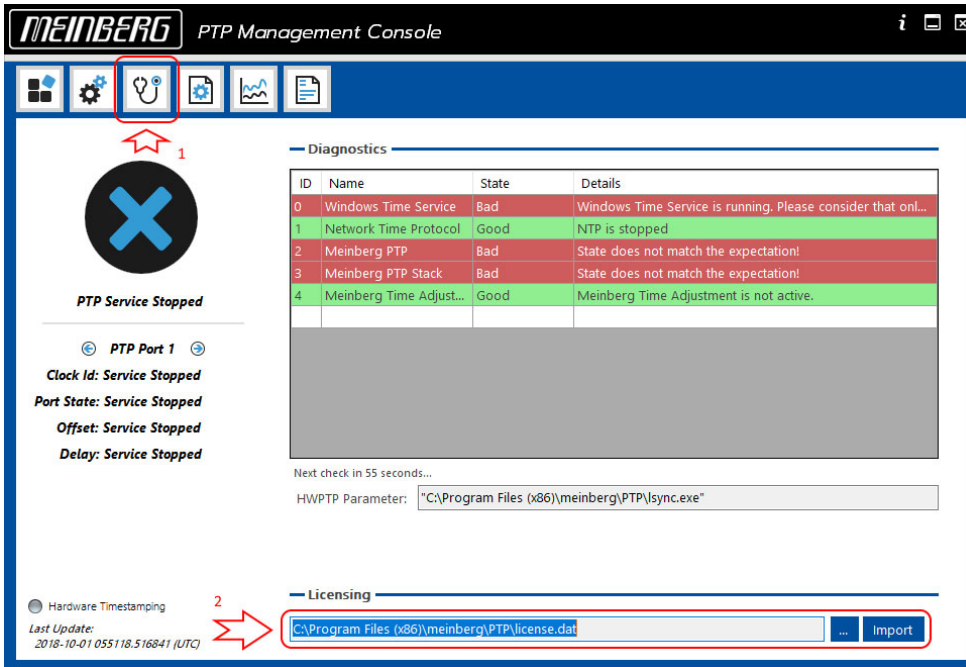 MEINBERG PTP Management Console
1
Diagnostics
ID Name State Details
0 Windows Time Service Bad Windows Time Service is running. Please consider that onl...
1 Network Time Protocol Good NTP is stopped
2 Meinberg PTP Bad State does not match the expectation!
3 Meinberg PTP Stack Bad State does not match the expectation!
4 Meinberg Time Adjust... Good Meinberg Time Adjustment is not active.
PTP Service Stopped
PTP Port 1
Clock Id: Service Stopped
Port State: Service Stopped
Offset: Service Stopped
Delay: Service Stopped
Next check in 55 seconds...
HWPTP Parameter: "C:\Program Files (x86)\meinberg\PTP\lsync.exe"
Licensing
Hardware Timestamping
2
C:\Program Files (x86)\meinberg\PTP\license.dat ... Import
Last Update:
2018-10-01 055118.516841 (UTC)